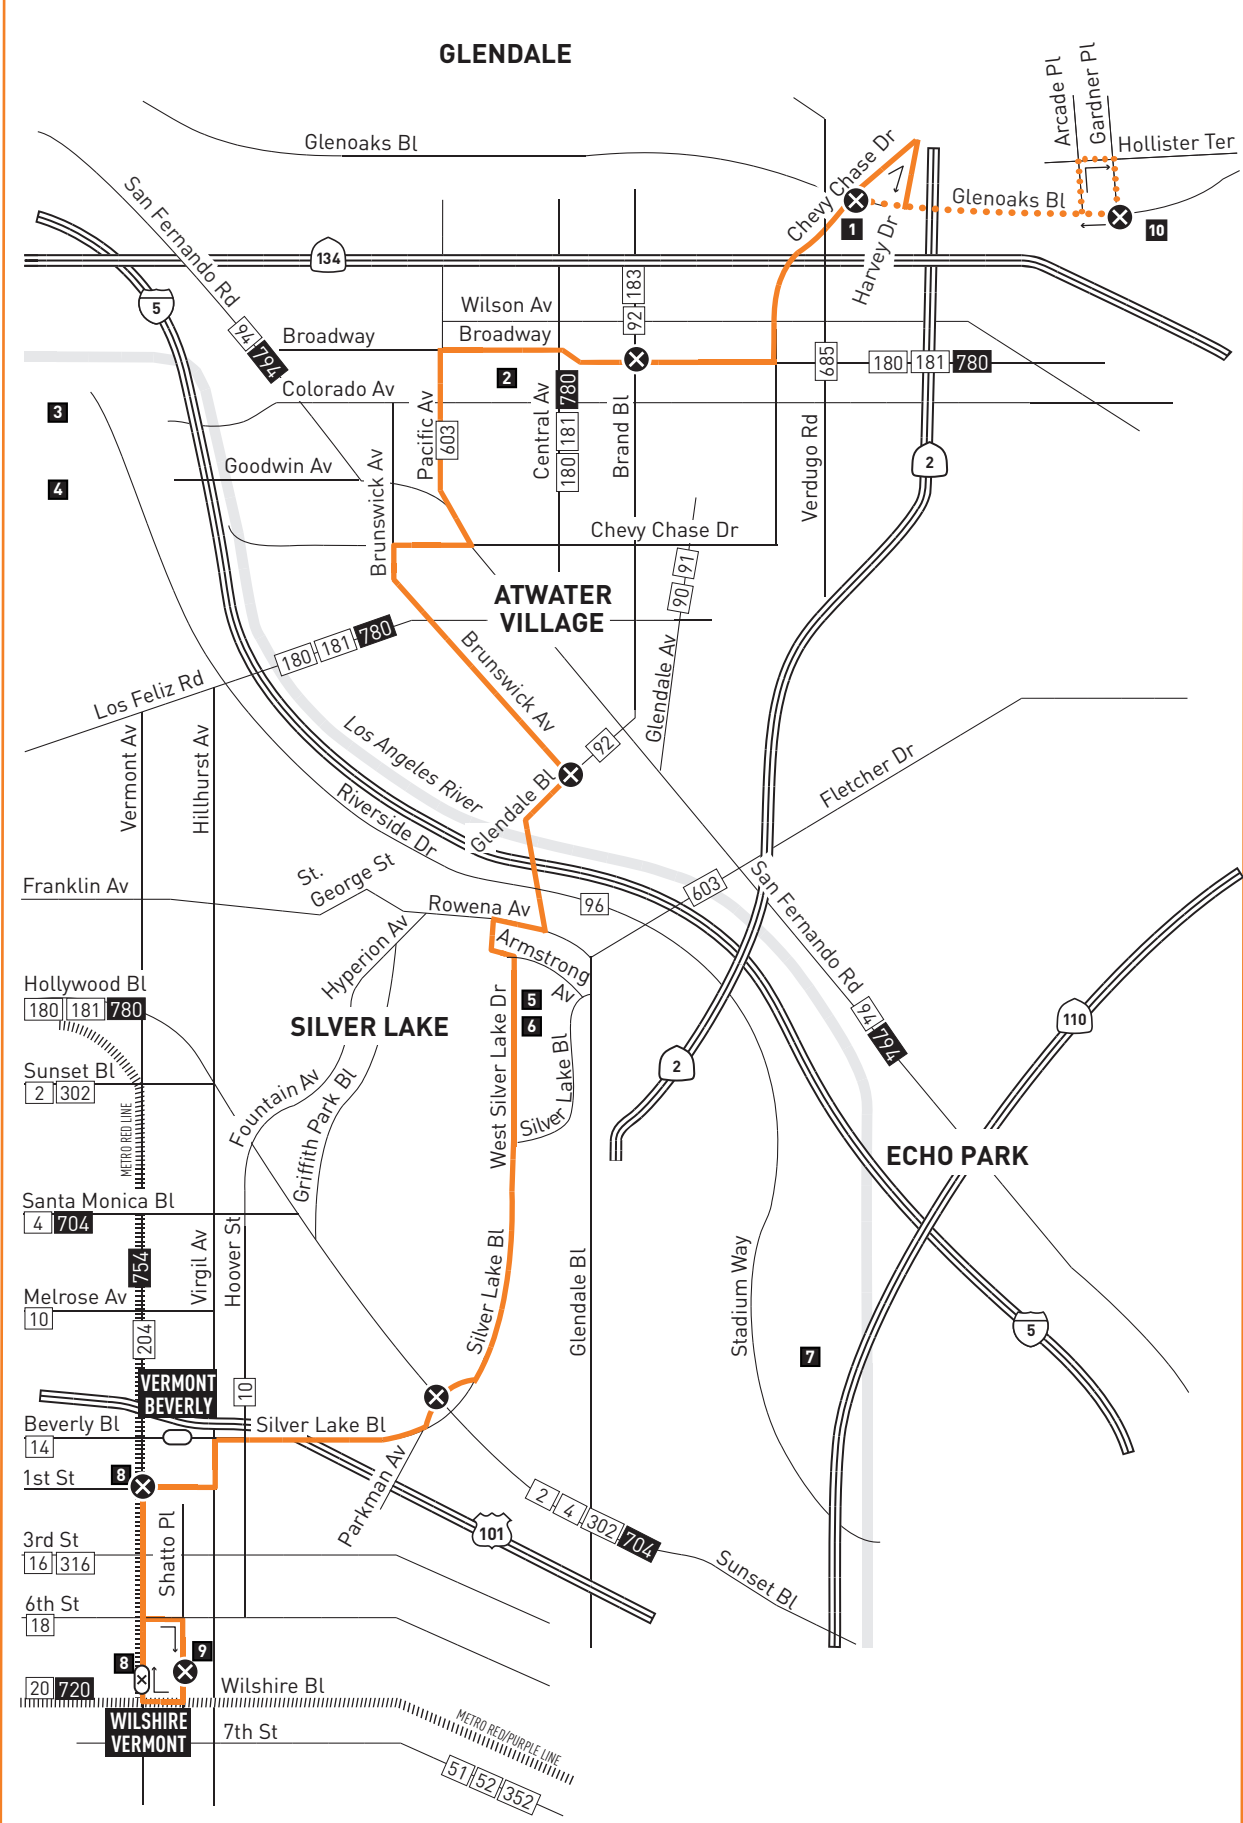 GLENDALE
Arcade Pl
Gardner Pl
Hollister Ter
Glenoaks Bl
Chevy Chase Dr
Glenoaks Bl
San Fernando Rd
1
10
Harvey Dr
134
5
183
92
Wilson Av
Broadway
Broadway
94 794
685
180 181 780
2
Colorado Av
3
Pacific Av
603
Central Av
780
180 181
Brand Bl
Verdugo Rd
2
Goodwin Av
4
Brunswick Av
Chevy Chase Dr
90 91
ATWATER
VILLAGE
180 181 780
Los Feliz Rd
Brunswick Av
Glendale Av
Vermont Av
Hillhurst Av
Los Angeles River
92
Glendale Bl
Riverside Dr
Fletcher Dr
St.
George St
Franklin Av
Rowena Av
96
603
San Fernando Rd
Hyperion Av
Armstrong
Av
Hollywood Bl
180 181 780
SILVER LAKE
5
6
West Silver Lake Dr
Silver Lake Bl
94 794
110
2
Sunset Bl
2 302
METRO RED LINE
Fountain Av
Griffith Park Bl
ECHO PARK
Santa Monica Bl
4 704
754
Virgil Av
Hoover St
Silver Lake Bl
Glendale Bl
Stadium Way
Melrose Av
10
204
5
7
VERMONT
BEVERLY
10
Beverly Bl
14
Silver Lake Bl
1st St
8
Parkman Av
2 4 302 704
101
3rd St
16 316
Shatto Pl
Sunset Bl
6th St
18
9
8
20 720
Wilshire Bl
WILSHIRE
VERMONT
7th St
METRO RED/PURPLE LINE
51 52 352